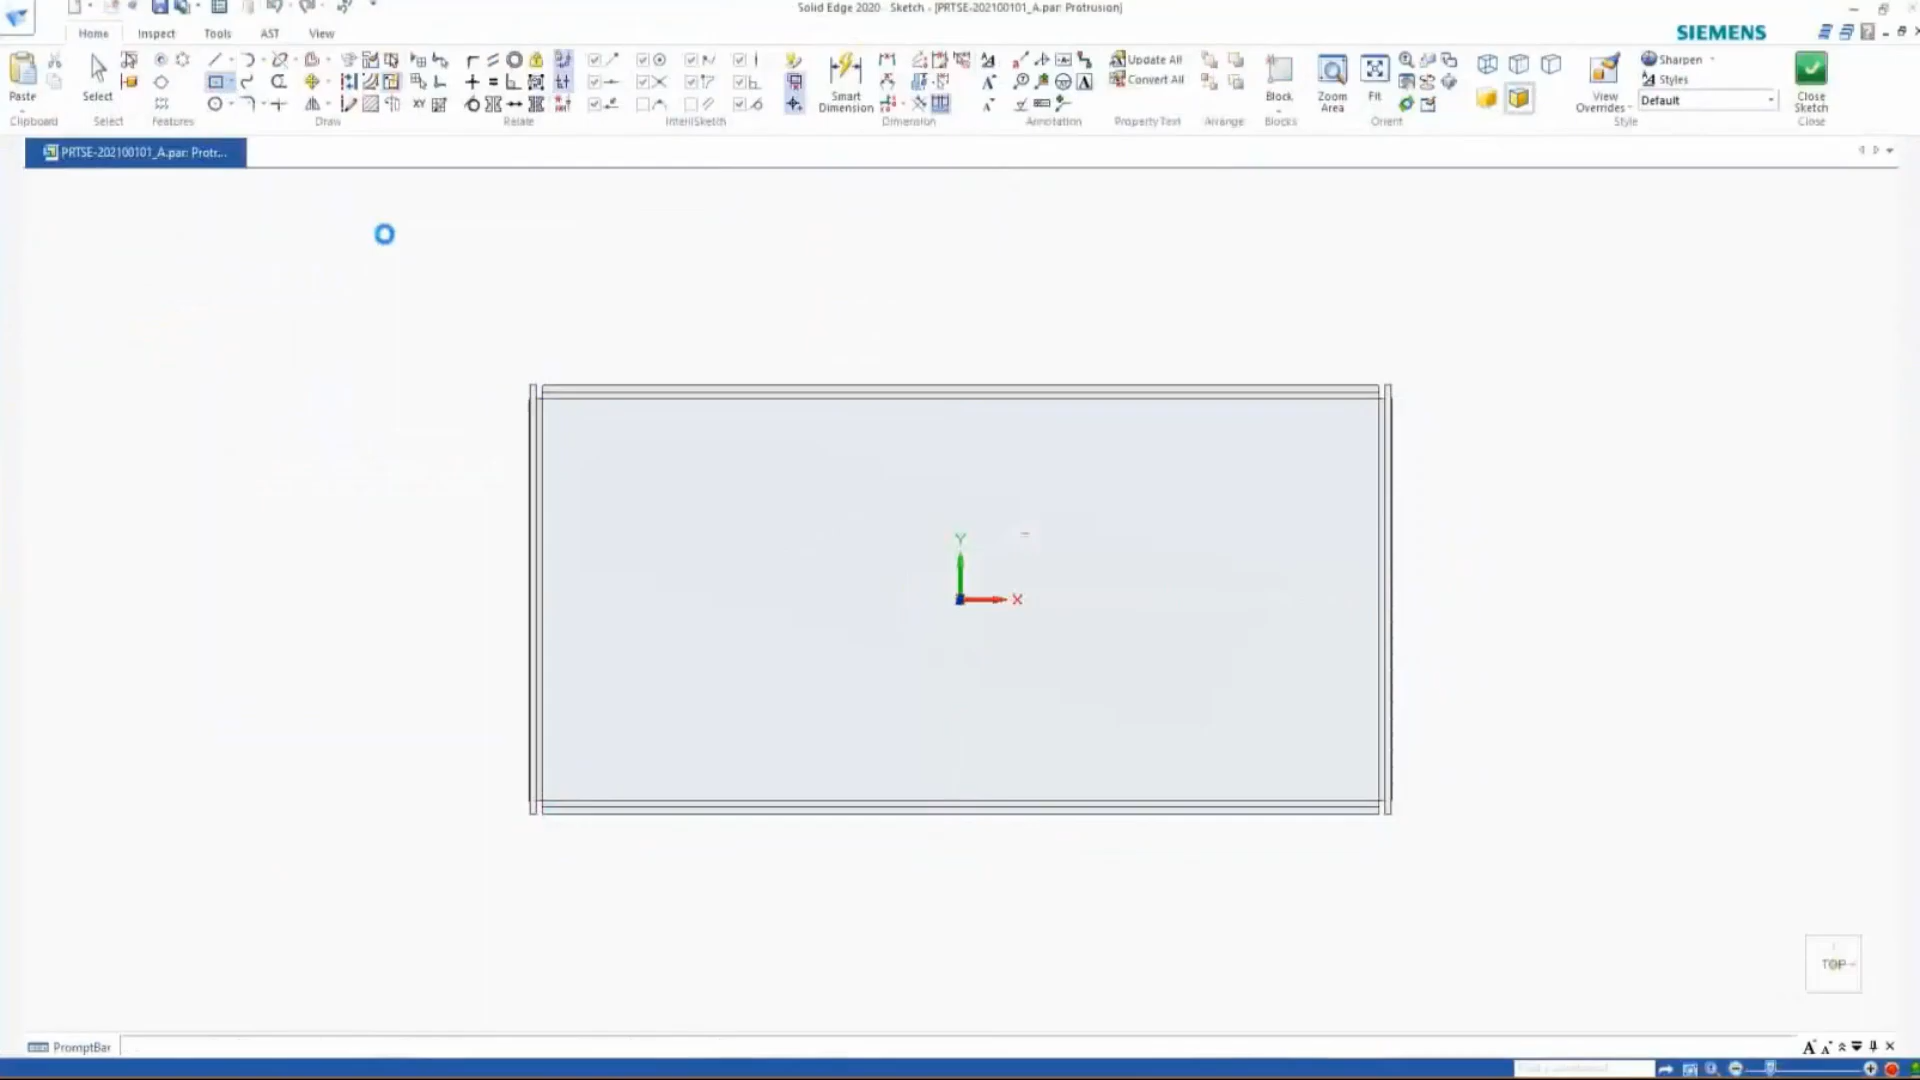 Solid Edge 2020 - Sketch - [PRTSE-202100101_A.par: Protrusion]
Home Inspect Tools AST View
SIEMENS
Paste
Select
Smart
Dimension
Update All
Convert All
Block
Zoom
Area
Fit
View
Overrides
Sharpen
Styles
Default
Close
Sketch
Clipboard Select Features Draw Relate IntelliSketch Dimension Annotation Property Text Arrange Blocks Orient Style Close
PRTSE-202100101_A.par: Protr...
Y
X
TOP
PromptBar